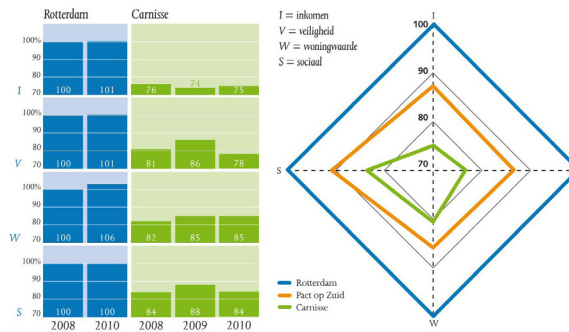 Rotterdam Carnisse
I
100%
90
80
70
100 101 76 74 75
V
100%
90
80
70
100 101 81 86 78
W
100%
90
80
70
100 106 82 85 85
S
100%
90
80
70
100 100 84 88 84
2008 2010 2008 2009 2010
I = inkomen
V = veiligheid
W = woningwaarde
S = sociaal
I
100
90
80
70
S
W
Rotterdam
Pact op Zuid
Carnisse